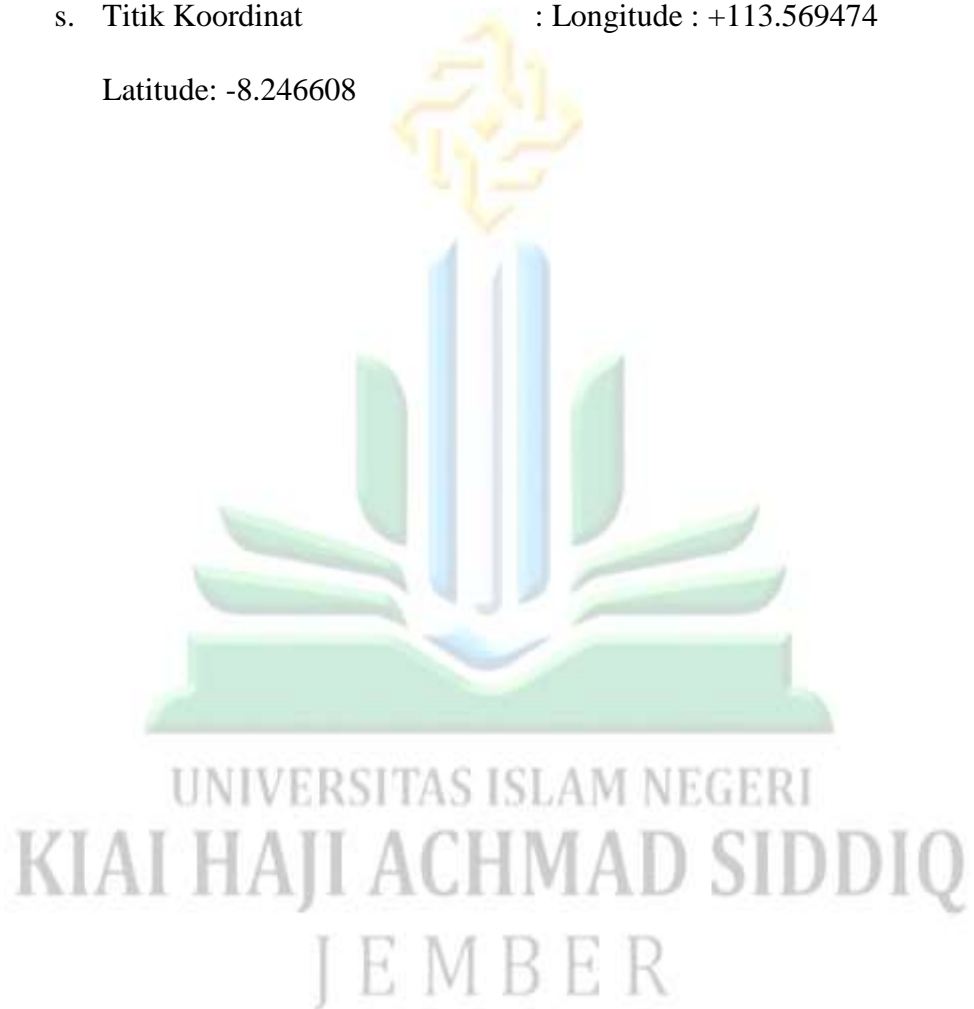 s. Titik Koordinat : Longitude : +113.569474
Latitude: -8.246608
UNIVERSITAS ISLAM NEGERI
KIAI HAJI ACHMAD SIDDIQ
JEMBER